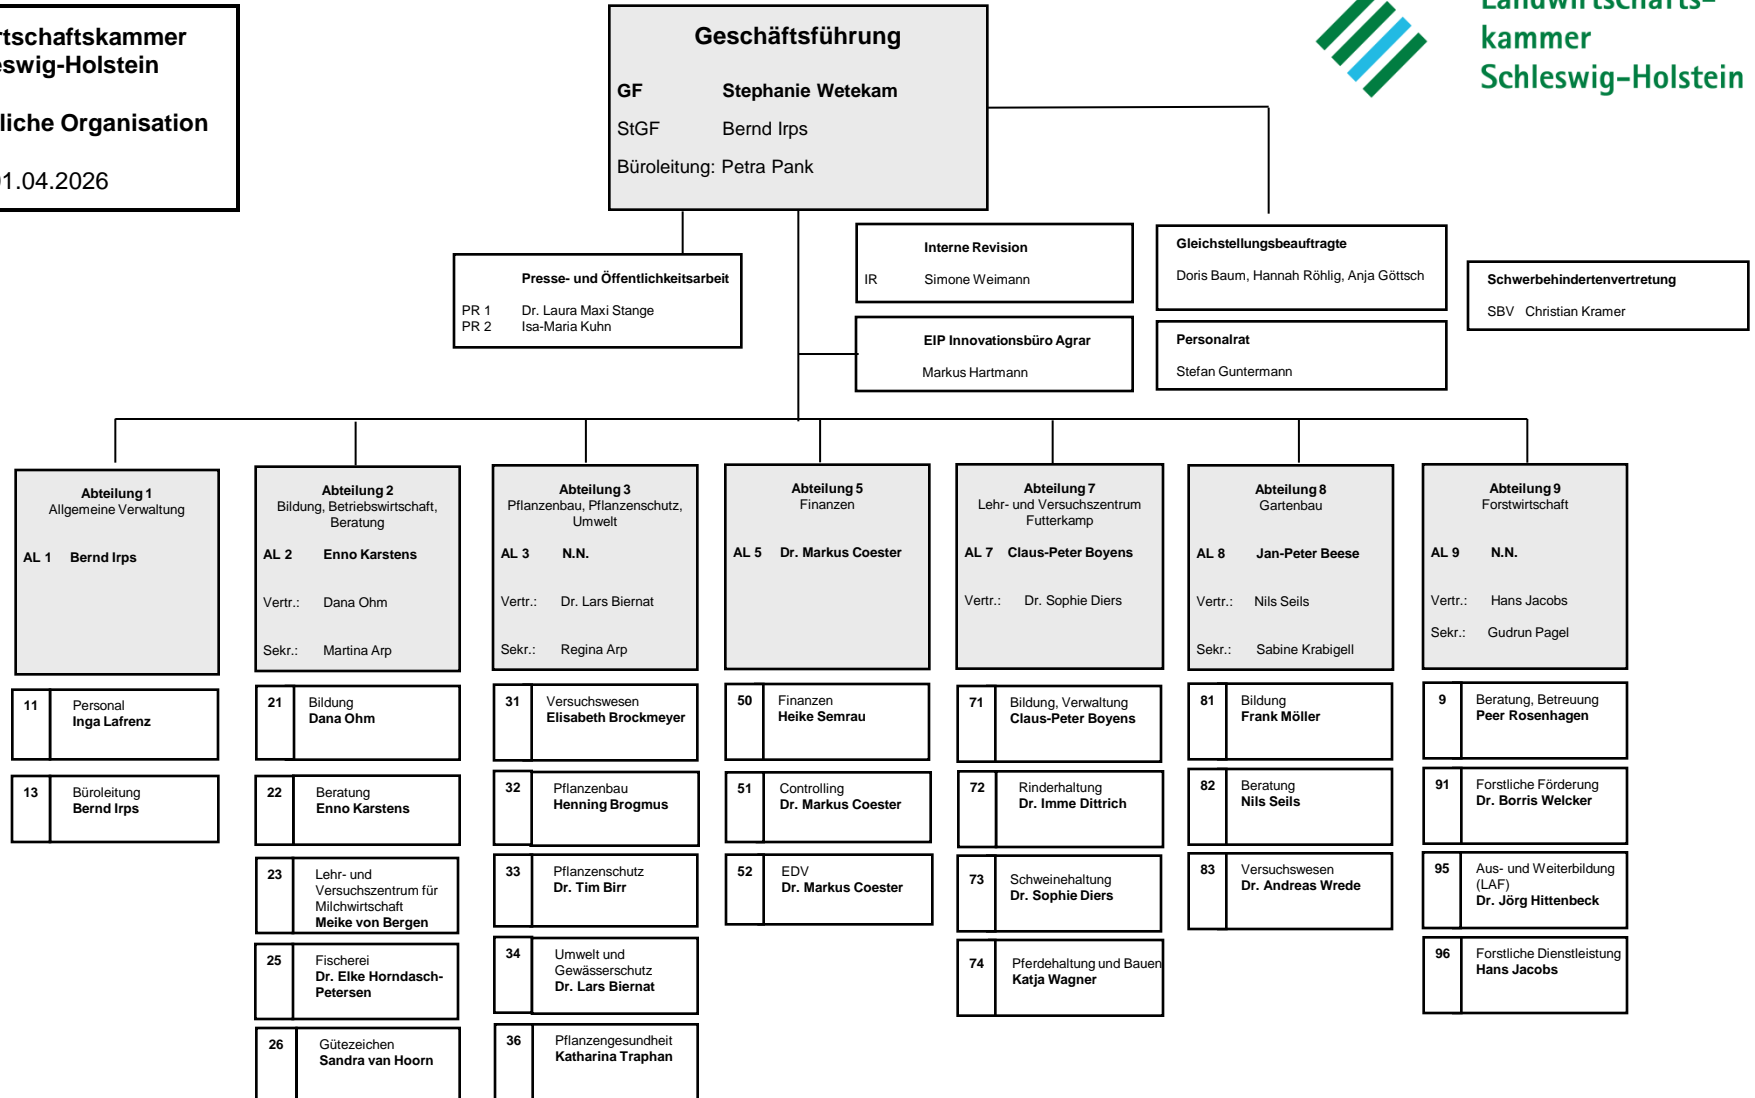 Geschäftsführung
GF Stephanie Wetekam
StGF Bernd Irps
Büroleitung: Petra Pank
kammer
Schleswig-Holstein
Organisation
.04.2026
Presse- und Öffentlichkeitsarbeit
PR 1 Dr. Laura Maxi Stange
PR 2 Isa-Maria Kuhn
Interne Revision
IR Simone Weimann
EIP Innovationsbüro Agrar
Markus Hartmann
Gleichstellungsbeauftragte
Doris Baum, Hannah Röhlig, Anja Göttsch
Personalrat
Stefan Guntermann
Schwerbehindertenvertretung
SBV Christian Kramer
Abteilung 1
Allgemeine Verwaltung
AL 1 Bernd Irps
11 Personal
Inga Lafrenz
13 Büroleitung
Bernd Irps
Abteilung 2
Bildung, Betriebswirtschaft,
Beratung
AL 2 Enno Karstens
Vertr.: Dana Ohm
Sekr.: Martina Arp
21 Bildung
Dana Ohm
22 Beratung
Enno Karstens
23 Lehr- und
Versuchszentrum für
Milchwirtschaft
Meike von Bergen
25 Fischerei
Dr. Elke Horndasch-
Petersen
26 Gütezeichen
Sandra van Hoorn
Abteilung 3
Pflanzenbau, Pflanzenschutz,
Umwelt
AL 3 N.N.
Vertr.: Dr. Lars Biernat
Sekr.: Regina Arp
31 Versuchswesen
Elisabeth Brockmeyer
32 Pflanzenbau
Henning Brogmus
33 Pflanzenschutz
Dr. Tim Birr
34 Umwelt und
Gewässerschutz
Dr. Lars Biernat
36 Pflanzengesundheit
Katharina Traphan
Abteilung 5
Finanzen
AL 5 Dr. Markus Coester
50 Finanzen
Heike Semrau
51 Controlling
Dr. Markus Coester
52 EDV
Dr. Markus Coester
Abteilung 7
Lehr- und Versuchszentrum
Futterkamp
AL 7 Claus-Peter Boyens
Vertr.: Dr. Sophie Diers
71 Bildung, Verwaltung
Claus-Peter Boyens
72 Rinderhaltung
Dr. Imme Dittrich
73 Schweinehaltung
Dr. Sophie Diers
74 Pferdehaltung und Bauen
Katja Wagner
Abteilung 8
Gartenbau
AL 8 Jan-Peter Beese
Vertr.: Nils Seils
Sekr.: Sabine Krabigell
81 Bildung
Frank Möller
82 Beratung
Nils Seils
83 Versuchswesen
Dr. Andreas Wrede
Abteilung 9
Forstwirtschaft
AL 9 N.N.
Vertr.: Hans Jacobs
Sekr.: Gudrun Pagel
9 Beratung, Betreuung
Peer Rosenhagen
91 Forstliche Förderung
Dr. Borris Welcker
95 Aus- und Weiterbildung
(LAF)
Dr. Jörg Hittenbeck
96 Forstliche Dienstleistung
Hans Jacobs